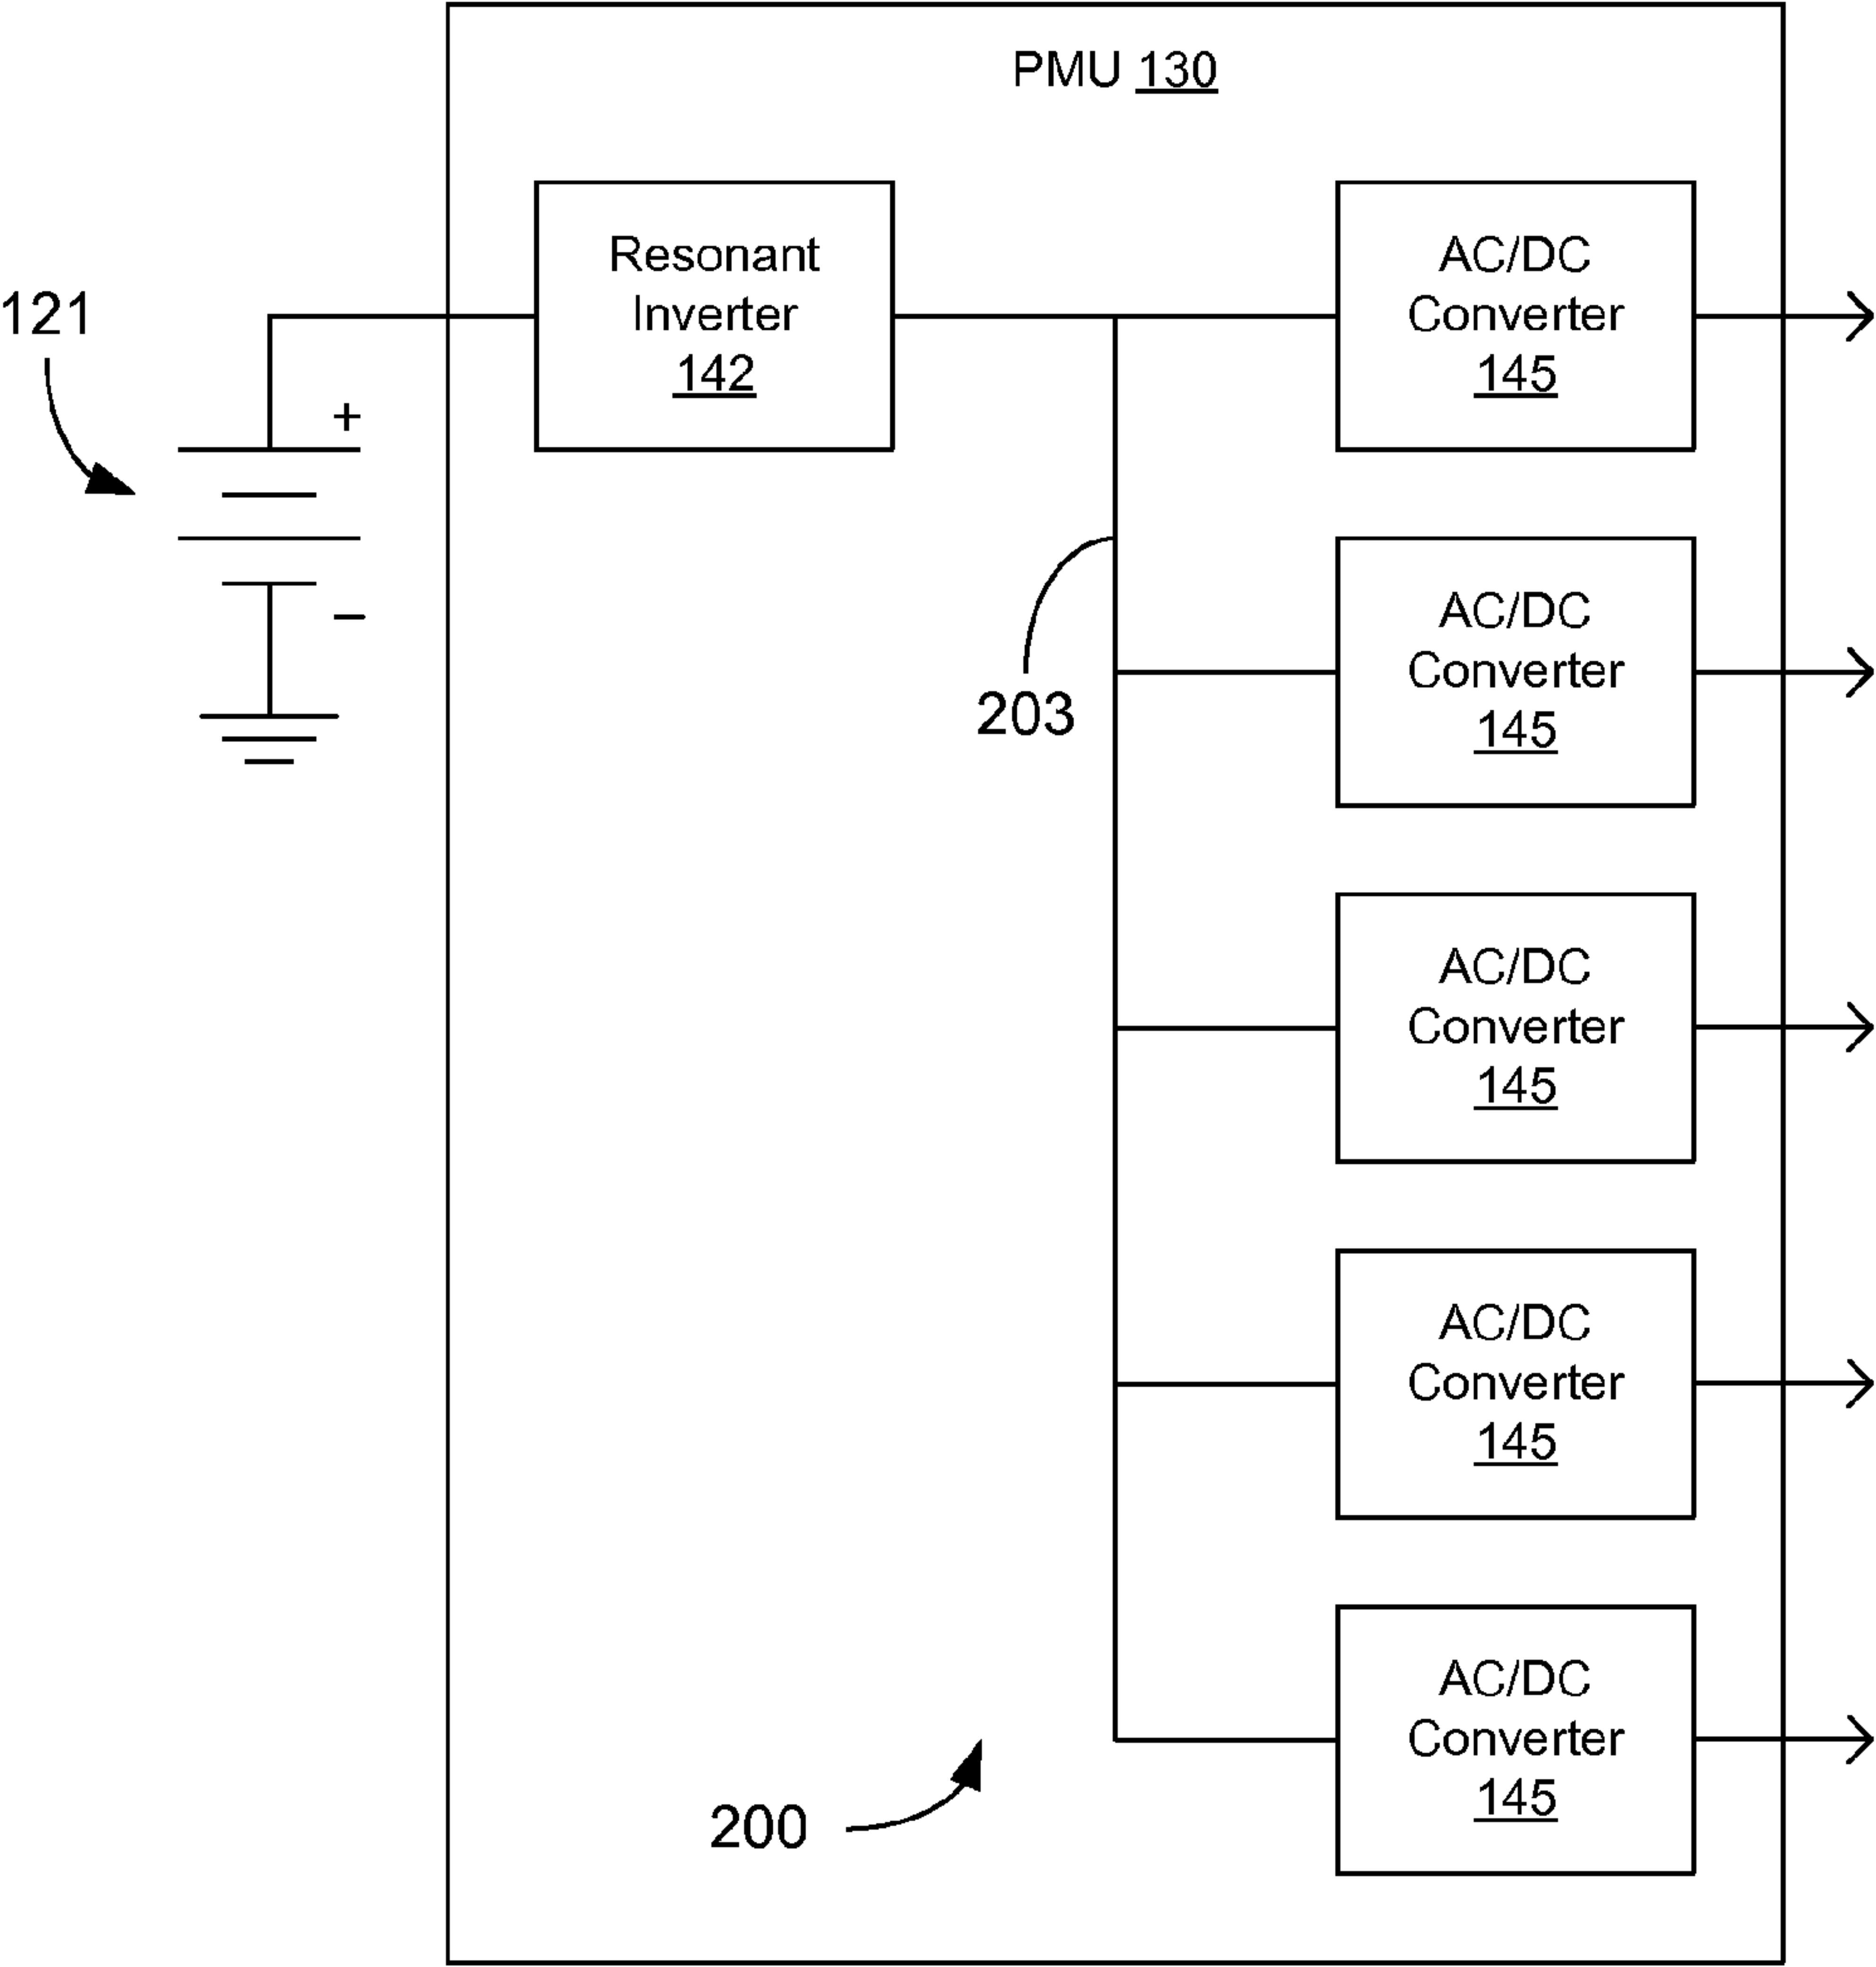 PMU 130
Resonant
Inverter
142
AC/DC
Converter
145
121
+
−
AC/DC
Converter
145
203
AC/DC
Converter
145
AC/DC
Converter
145
AC/DC
Converter
145
200